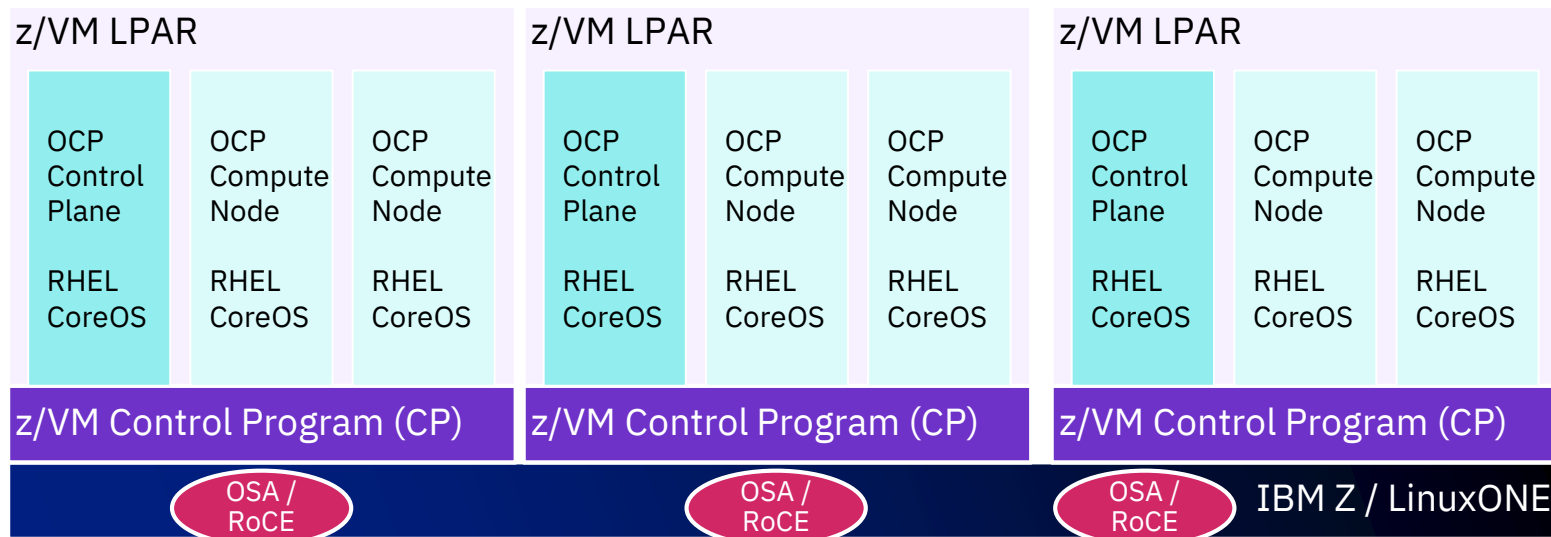 z/VM LPAR
OCP
Control
Plane
RHEL
CoreOS
OCP
Compute
Node
RHEL
CoreOS
OCP
Compute
Node
RHEL
CoreOS
z/VM Control Program (CP)
OSA /
RoCE
z/VM LPAR
OCP
Control
Plane
RHEL
CoreOS
OCP
Compute
Node
RHEL
CoreOS
OCP
Compute
Node
RHEL
CoreOS
z/VM Control Program (CP)
OSA /
RoCE
z/VM LPAR
OCP
Control
Plane
RHEL
CoreOS
OCP
Compute
Node
RHEL
CoreOS
OCP
Compute
Node
RHEL
CoreOS
z/VM Control Program (CP)
OSA /
RoCE
IBM Z / LinuxONE